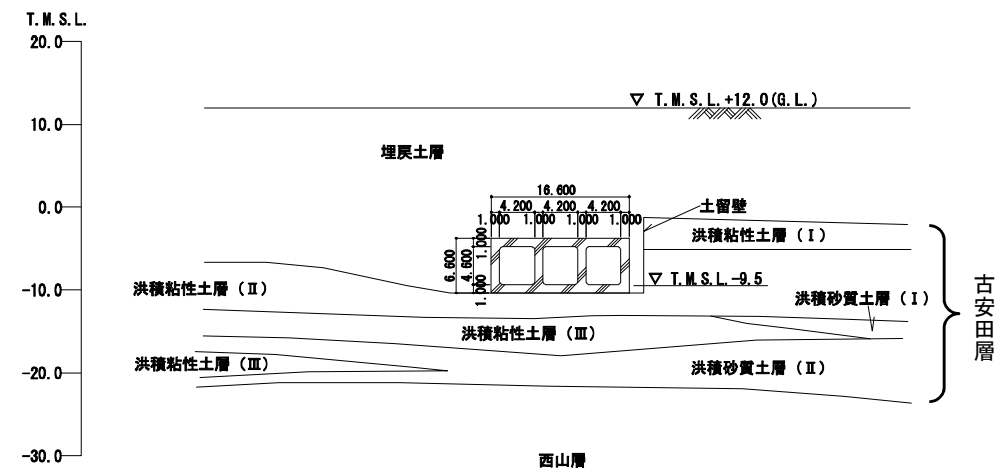 T.M.S.L.
20.0
▽ T.M.S.L.+12.0(G.L.)
10.0
埋戻土層
16.600
0.0
4.200 4.200 4.200
土留壁
1.000 1.000 1.000 1.000
洪積粘性土層(Ⅰ)
1.000
6.600
4.600
1.000
▽ T.M.S.L.-9.5
-10.0
洪積粘性土層(Ⅱ)
洪積砂質土層(Ⅰ)
古安田層
洪積粘性土層(Ⅲ)
洪積粘性土層(Ⅲ)
洪積砂質土層(Ⅱ)
-20.0
-30.0
西山層